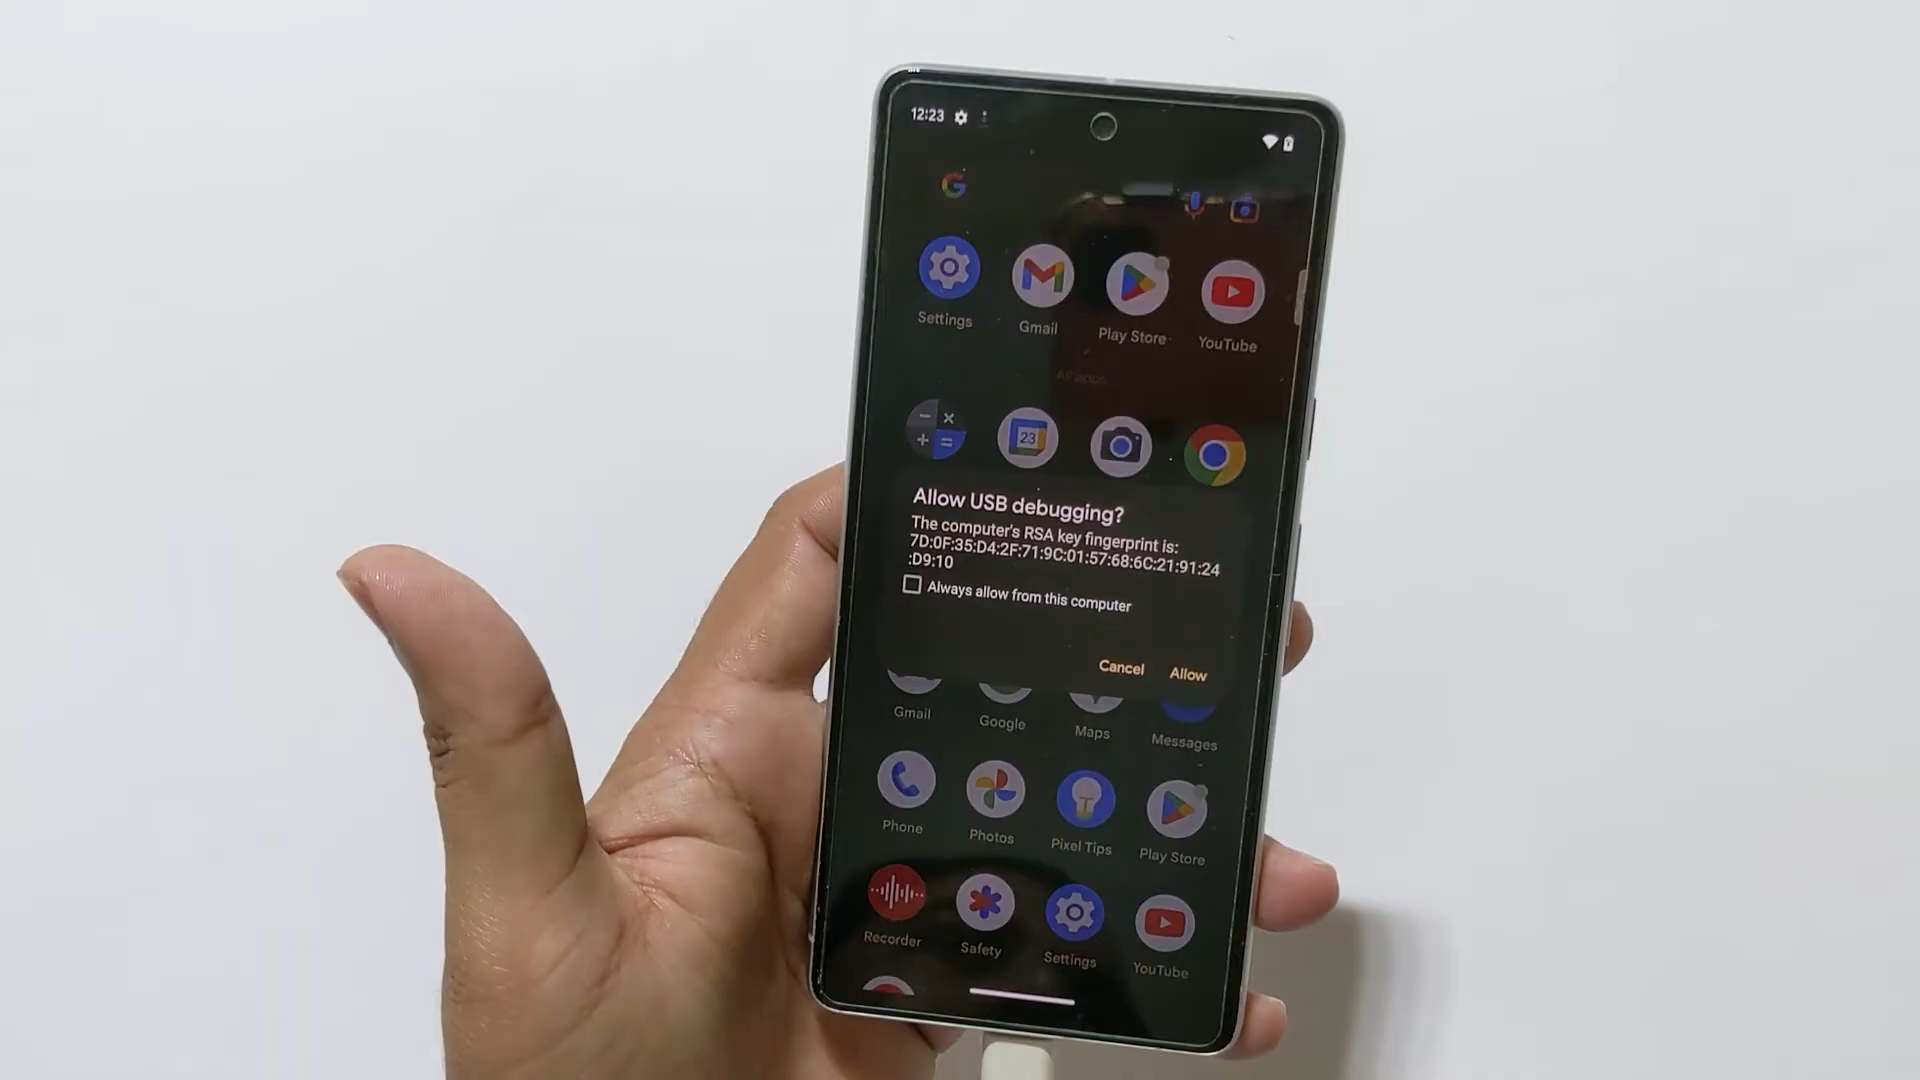 12:23
Settings Gmail Play Store YouTube
All apps
23
Allow USB debugging?
The computer's RSA key fingerprint is:
7D:0F:35:D4:2F:71:9C:01:57:68:6C:21:91:24
:D9:10
Always allow from this computer
Cancel Allow
Gmail Google Maps Messages
Phone Photos Pixel Tips Play Store
Recorder Safety Settings YouTube